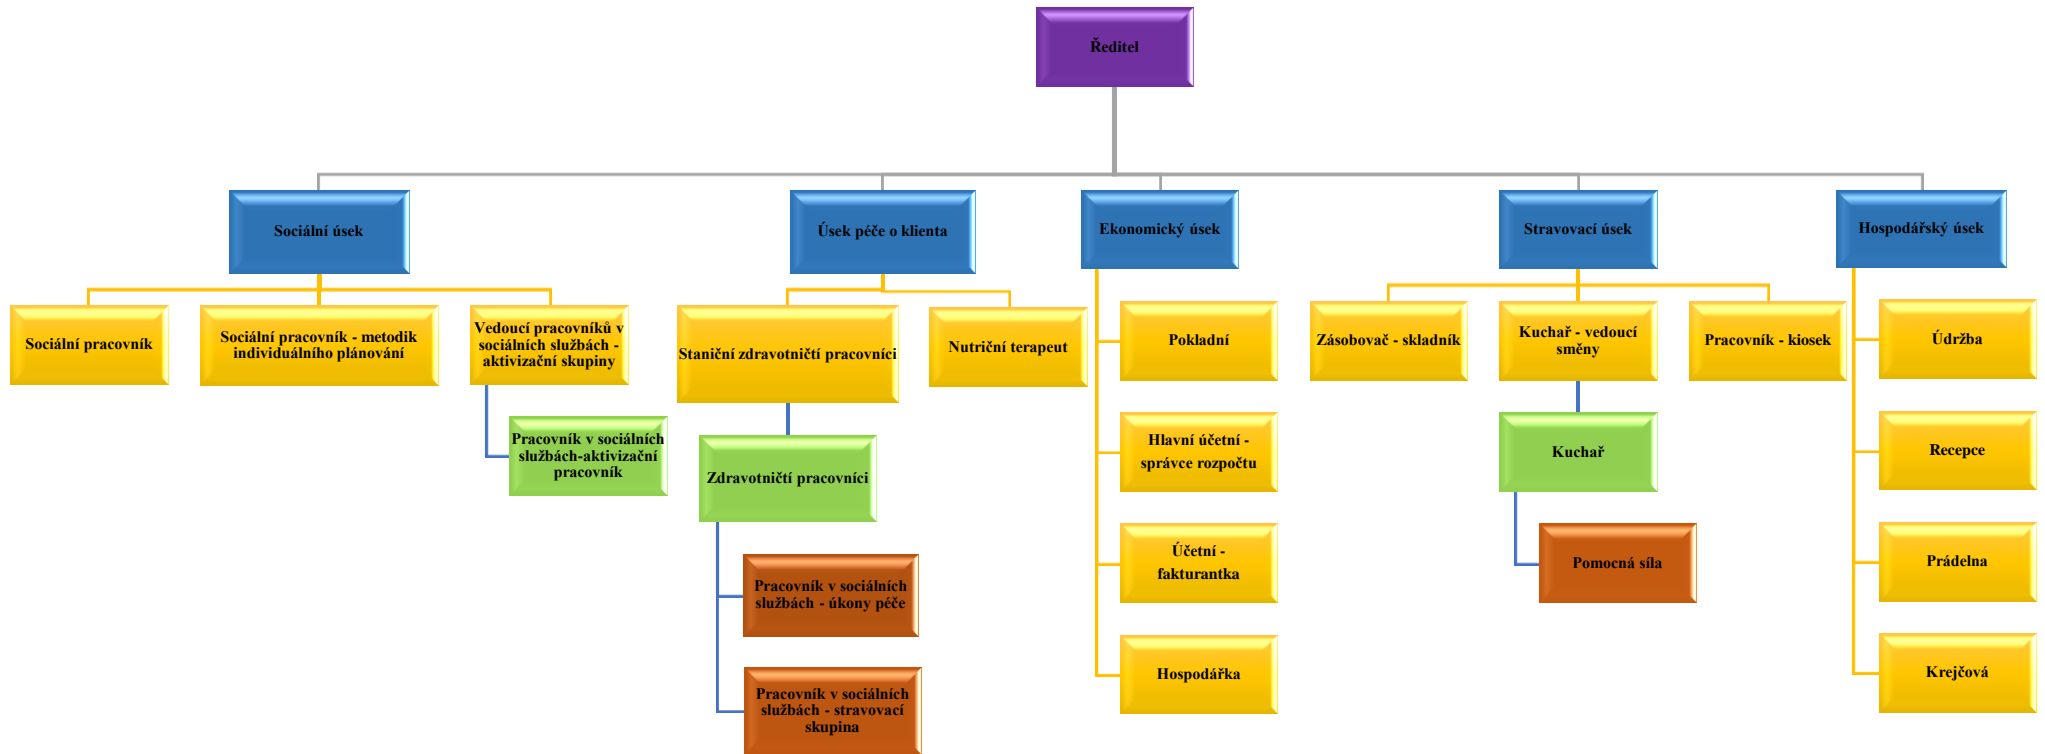 Ředitel
Sociální úsek
Úsek péče o klienta
Ekonomický úsek
Stravovací úsek
Hospodářský úsek
Sociální pracovník
Sociální pracovník - metodik
individuálního plánování
Vedoucí pracovníků v
sociálních službách -
aktivizační skupiny
Pracovník v sociálních
službách-aktivizační
pracovník
Staniční zdravotničtí pracovníci
Nutriční terapeut
Zdravotničtí pracovníci
Pracovník v sociálních
službách - úkony péče
Pracovník v sociálních
službách - stravovací
skupina
Pokladní
Hlavní účetní -
správce rozpočtu
Účetní -
fakturantka
Hospodářka
Zásobovač - skladník
Kuchař - vedoucí
směny
Pracovník - kiosek
Kuchař
Pomocná síla
Údržba
Recepce
Prádelna
Krejčová